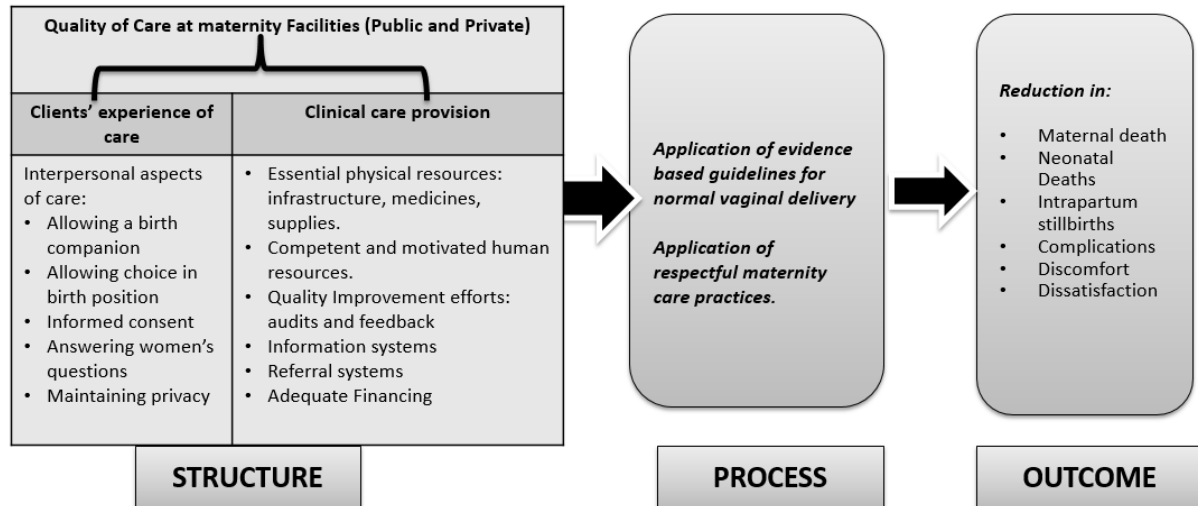 Quality of Care at maternity Facilities (Public and Private)
Clients’ experience of
care
Interpersonal aspects
of care:
• Allowing a birth
companion
• Allowing choice in
birth position
• Informed consent
• Answering women’s
questions
• Maintaining privacy
Clinical care provision
• Essential physical resources:
infrastructure, medicines,
supplies.
• Competent and motivated human
resources.
• Quality Improvement efforts:
audits and feedback
• Information systems
• Referral systems
• Adequate Financing
STRUCTURE
Application of evidence
based guidelines for
normal vaginal delivery
Application of
respectful maternity
care practices.
PROCESS
Reduction in:
• Maternal death
• Neonatal
Deaths
• Intrapartum
stillbirths
• Complications
• Discomfort
• Dissatisfaction
OUTCOME